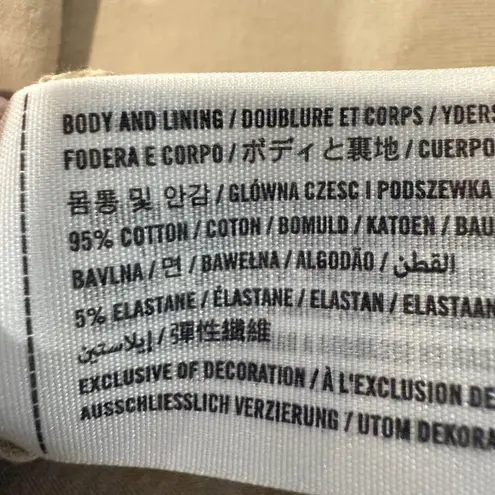 BODY AND LINING / DOUBLURE ET CORPS / YDERS
FODERA E CORPO / ボディと裏地 / CUERPO
몸통 및 안감 / GLÓWNA CZESC I PODSZEWKA
95% COTTON / COTON / BOMULD / KATOEN / BAU
BAVLNA / 면 / BAWEŁNA / ALGODÃO / القطن
5% ELASTANE / ÉLASTANE / ELASTAN / ELASTAAN
إيلاستين / 彈性纖維
EXCLUSIVE OF DECORATION / À L'EXCLUSION DE
AUSSCHLIESSLICH VERZIERUNG / UTOM DEKORA